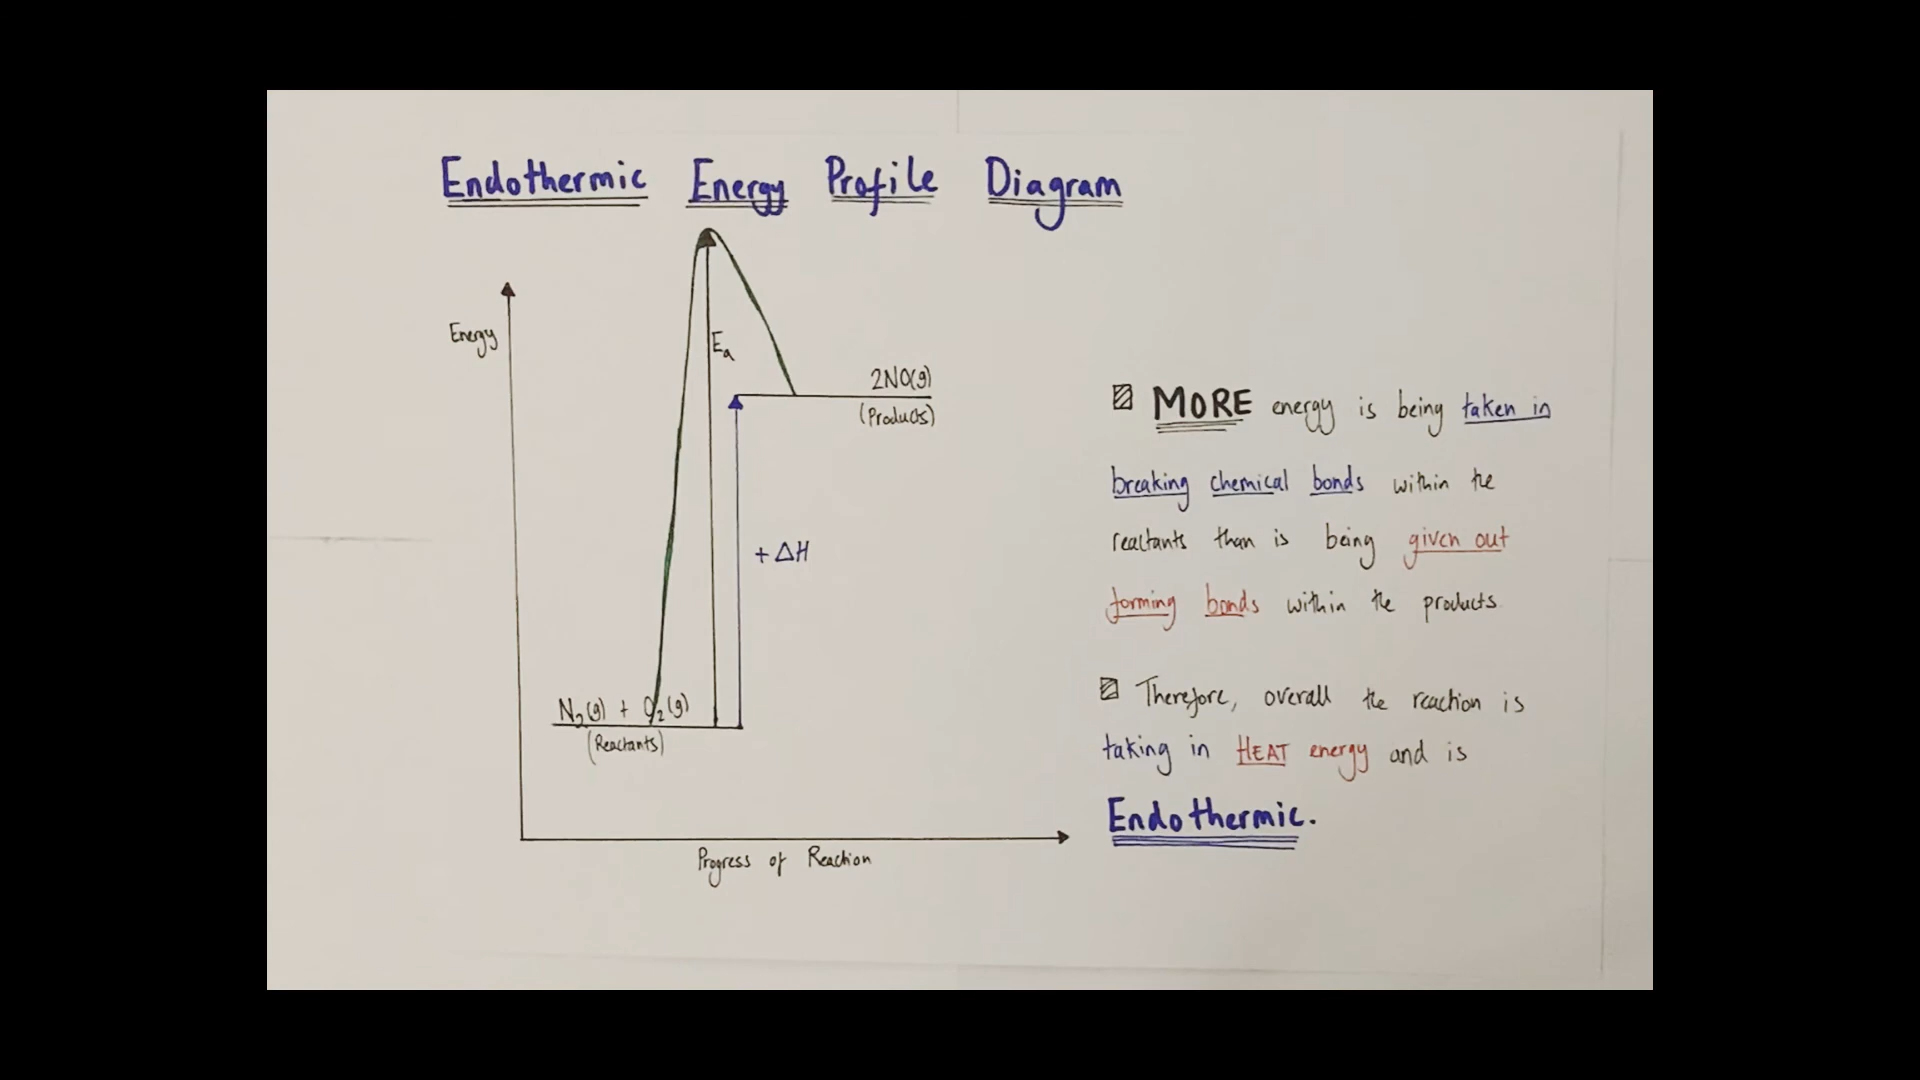 Endothermic Energy Profile Diagram
Energy
Ea
2NO(g)
(Products)
+ ΔH
N₂(g) + O₂(g)
(Reactants)
Progress of Reaction
MORE energy is being taken in
breaking chemical bonds within the
reactants than is being given out
forming bonds within the products.
Therefore, overall the reaction is
taking in HEAT energy and is
Endothermic.